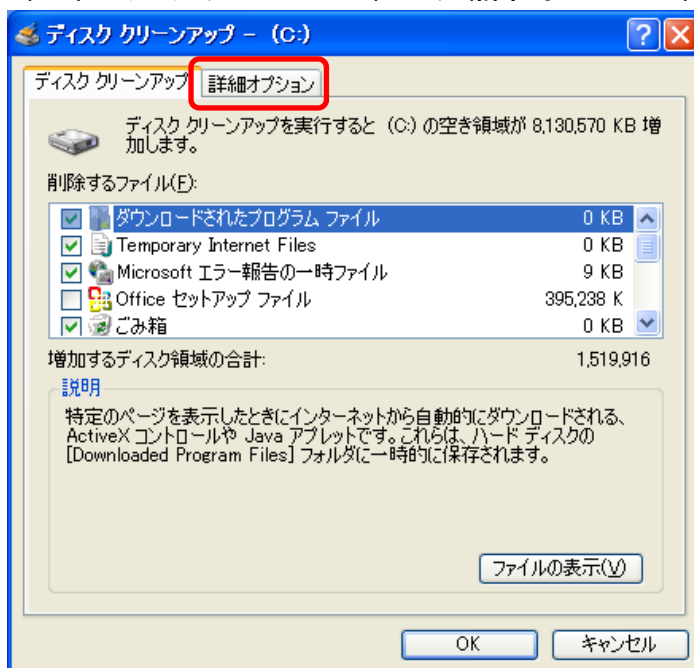 ディスク クリーンアップ - (C:)
ディスク クリーンアップ 詳細オプション
ディスク クリーンアップを実行すると (C:) の空き領域が 8,130,570 KB 増
加します。
削除するファイル(F):
ダウンロードされたプログラム ファイル 0 KB
Temporary Internet Files 0 KB
Microsoft エラー報告の一時ファイル 9 KB
Office セットアップ ファイル 395,238 K
ごみ箱 0 KB
増加するディスク領域の合計: 1,519,916
説明
特定のページを表示したときにインターネットから自動的にダウンロードされる、
ActiveX コントロールや Java アプレットです。これらは、ハード ディスクの
[Downloaded Program Files] フォルダに一時的に保存されます。
ファイルの表示(V)
OK キャンセル